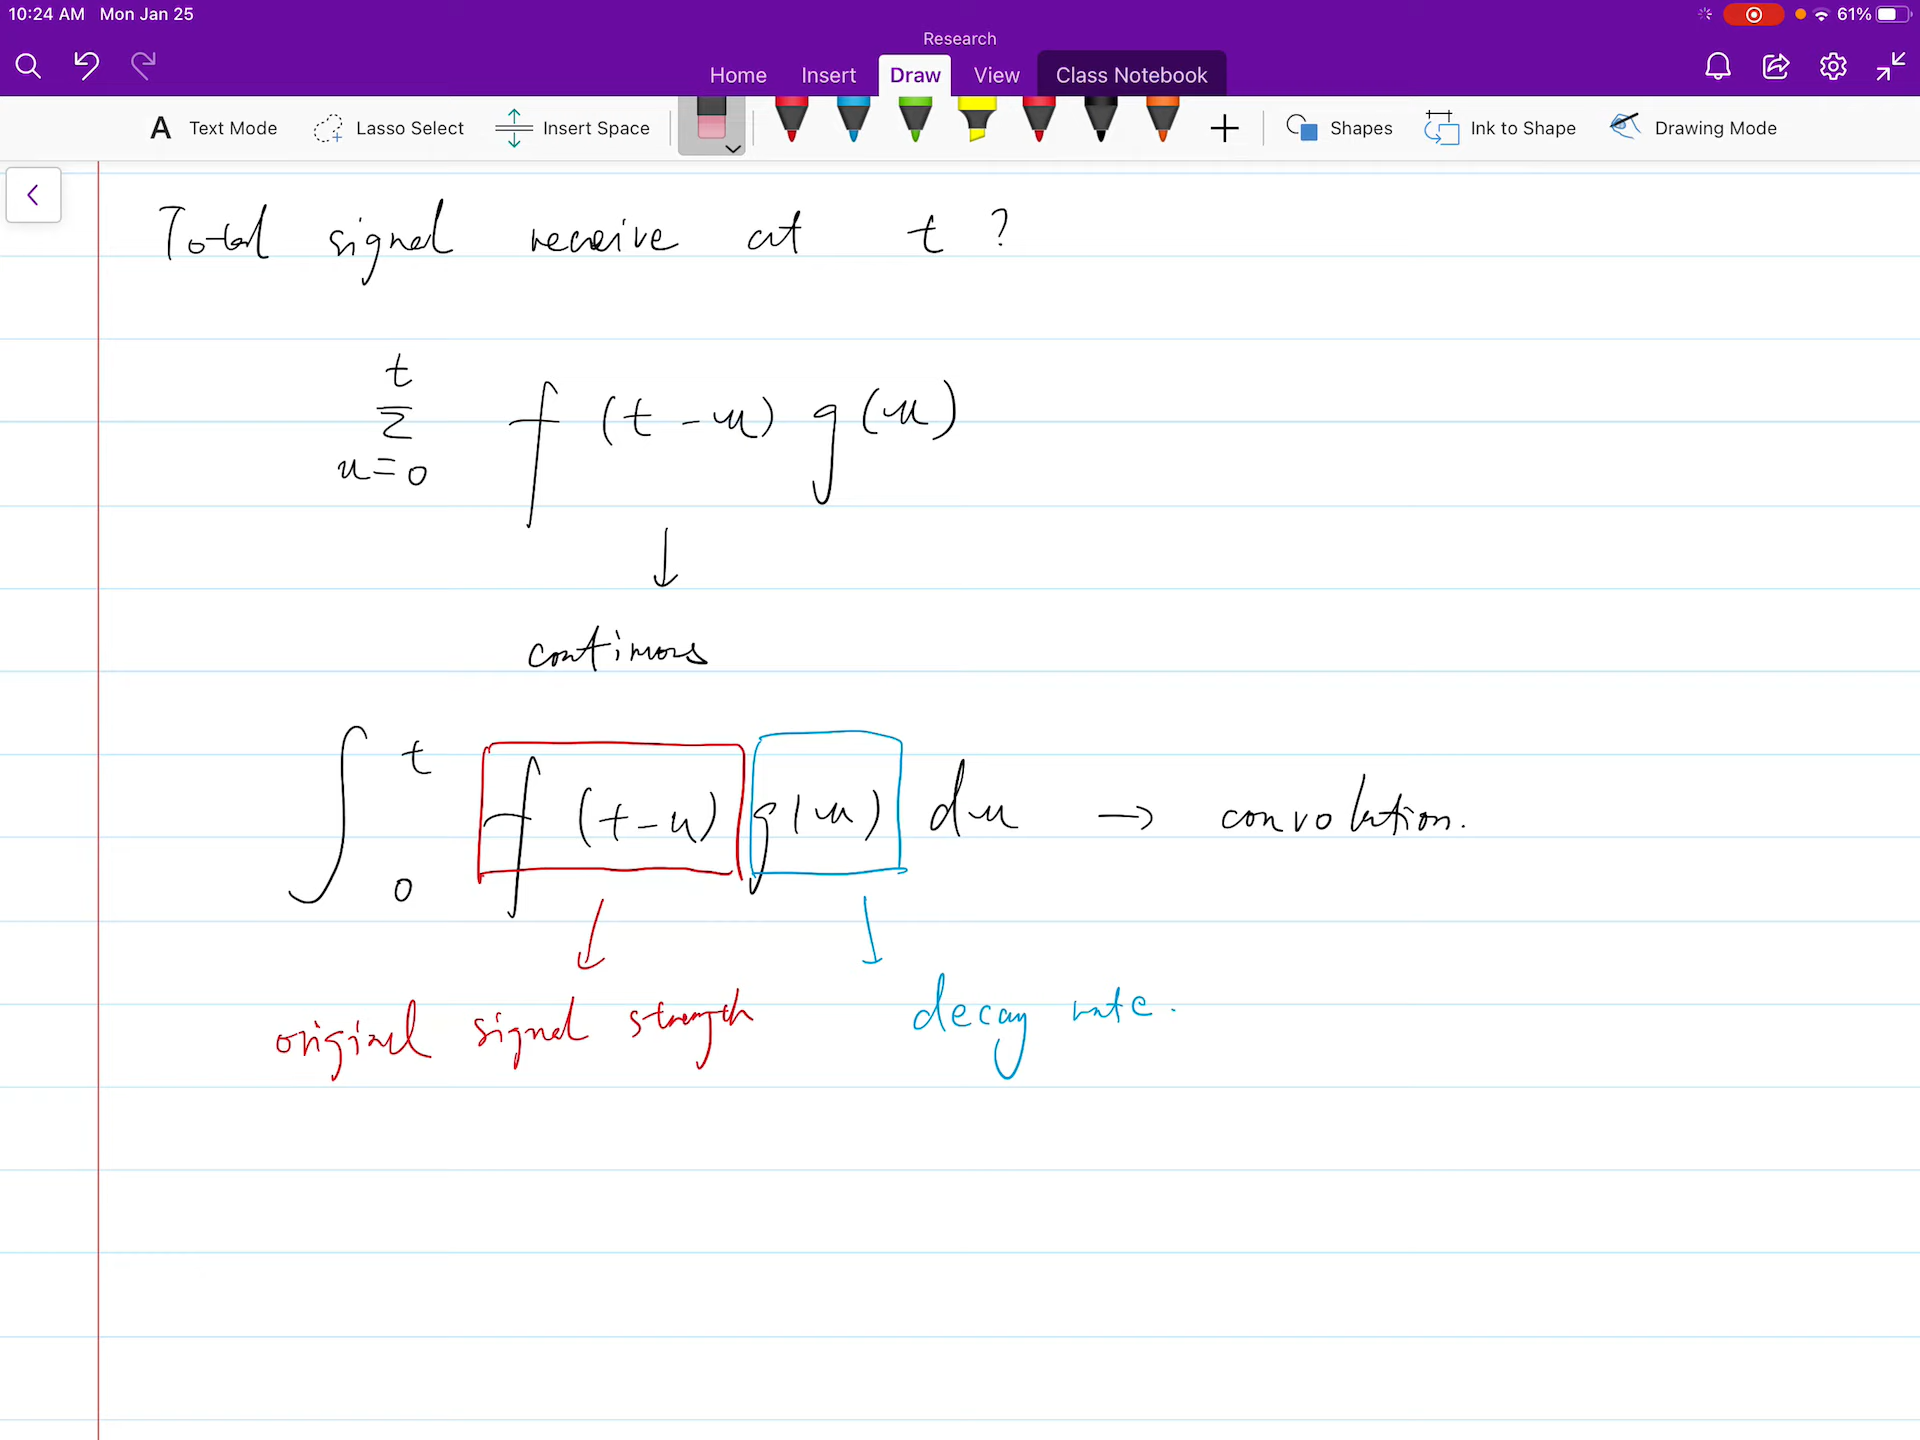 10:24 AM Mon Jan 25
61%
Research
Home Insert Draw View Class Notebook
A Text Mode Lasso Select Insert Space Shapes Ink to Shape Drawing Mode
Total signal receive at t ?
t
Σ f (t-u) g(u)
u=0
↓
continuous
∫ t f (t-u) g(u) du → convolution.
0
original signal strength decay rate.